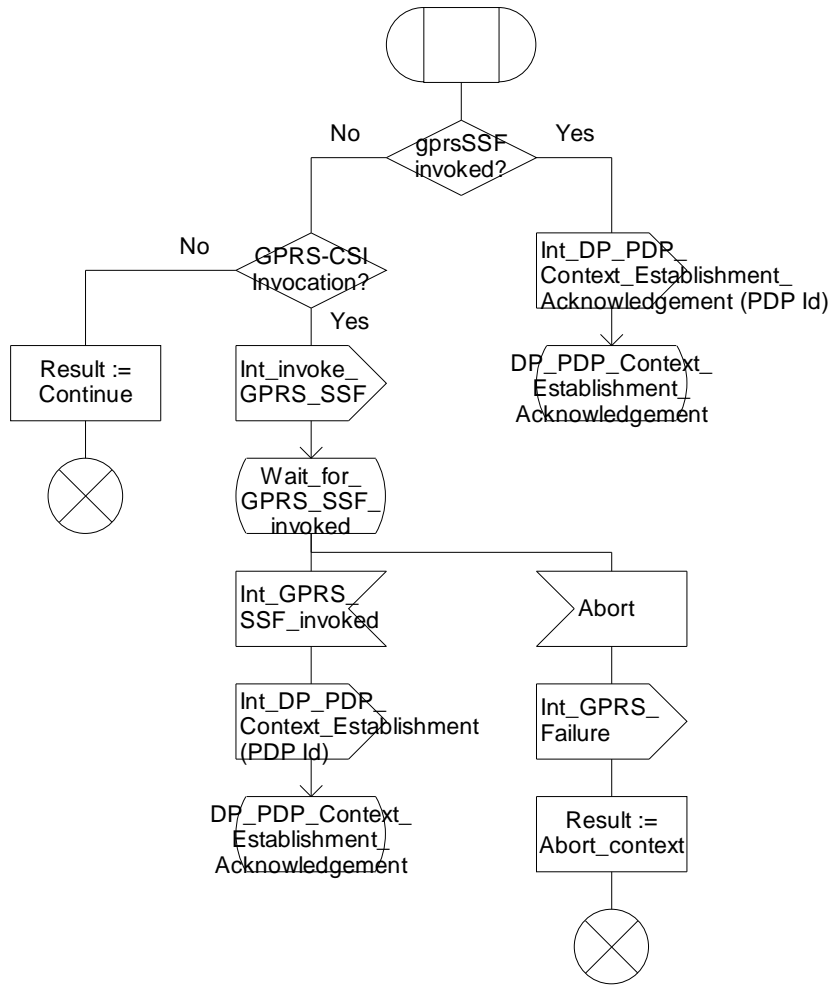 No
gprsSSF
invoked?
Yes
No
GPRS-CSI
Invocation?
Yes
Int_DP_PDP_
Context_Establishment_
Acknowledgement (PDP Id)
Result :=
Continue
Int_invoke_
GPRS_SSF
DP_PDP_Context_
Establishment_
Acknowledgement
Wait_for_
GPRS_SSF_
invoked
Int_GPRS_
SSF_invoked
Abort
Int_DP_PDP_
Context_Establishment
(PDP Id)
Int_GPRS_
Failure
DP_PDP_Context_
Establishment_
Acknowledgement
Result :=
Abort_context